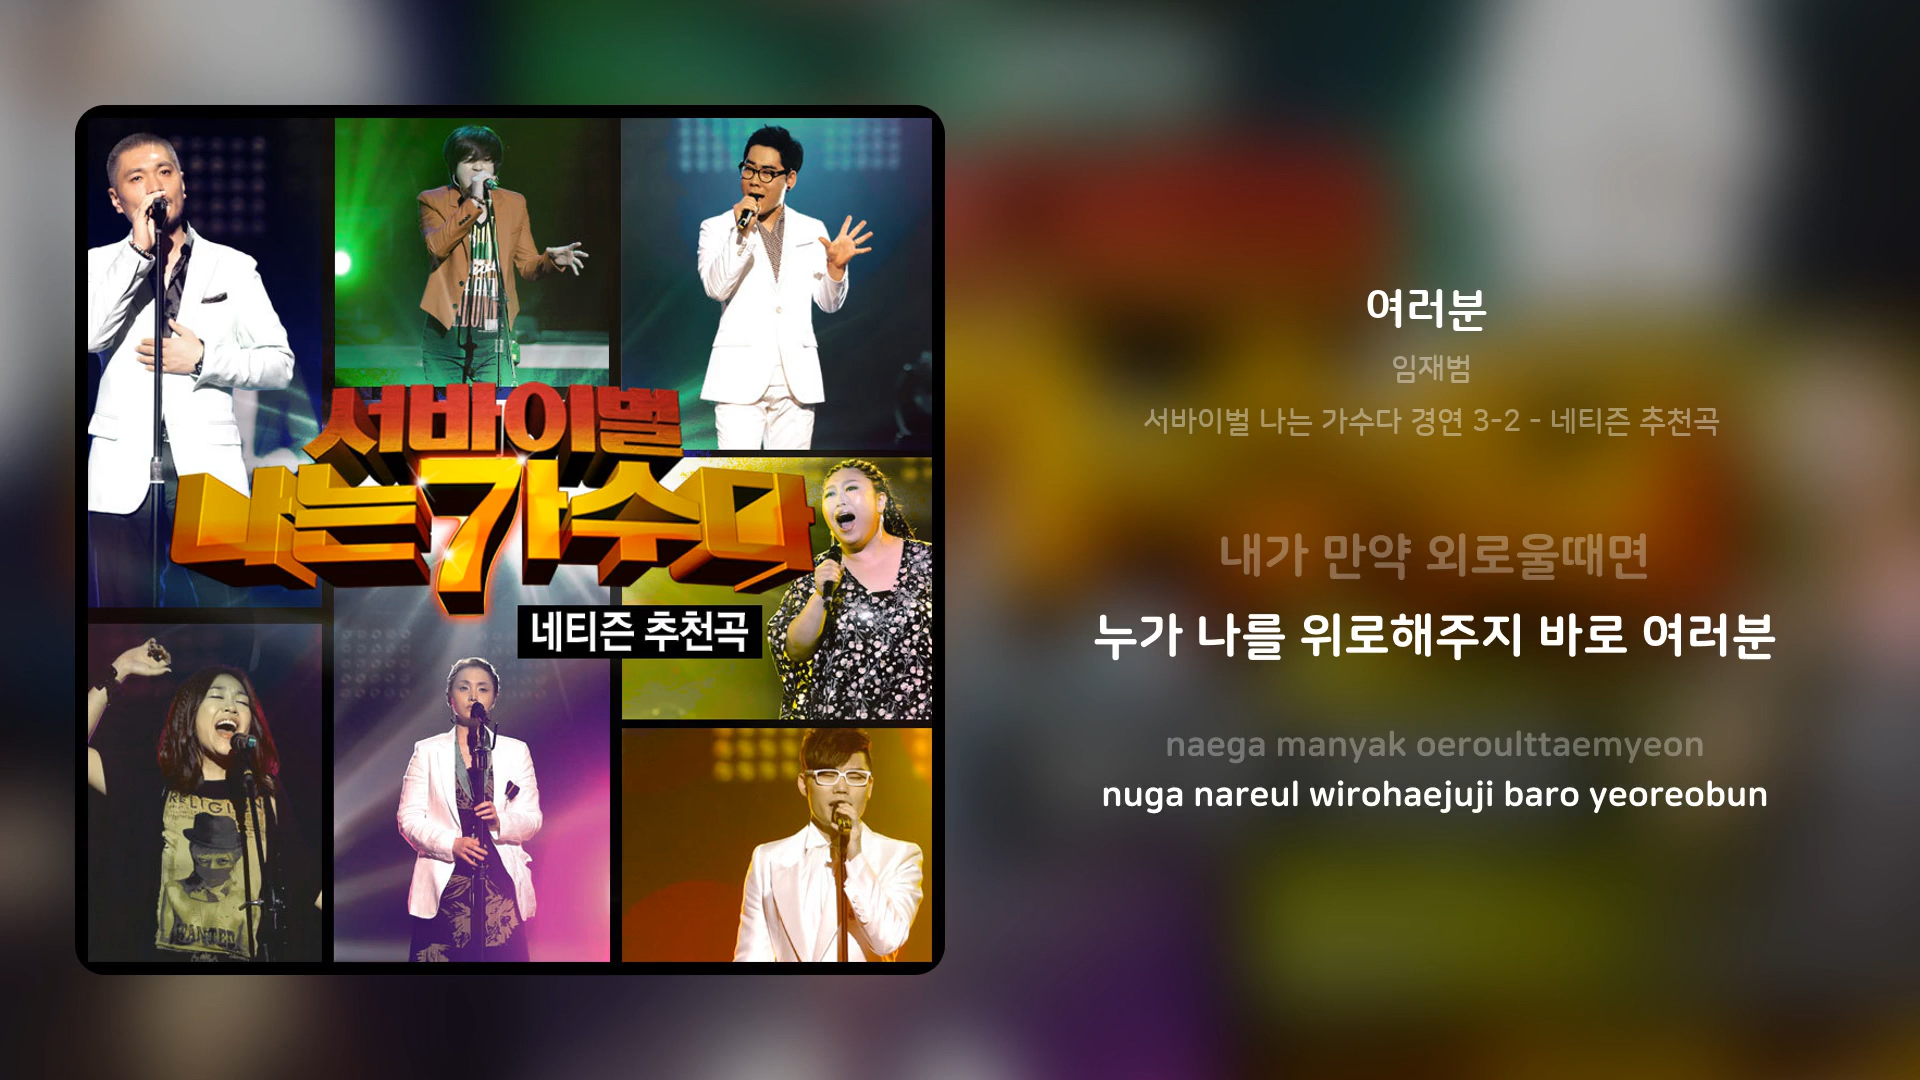 서바이벌
나는 가수다
네티즌 추천곡
RELIGI
WANTED
여러분
임재범
서바이벌 나는 가수다 경연 3-2 - 네티즌 추천곡
내가 만약 외로울때면
누가 나를 위로해주지 바로 여러분
naega manyak oeroulttaemyeon
nuga nareul wirohaejuji baro yeoreobun